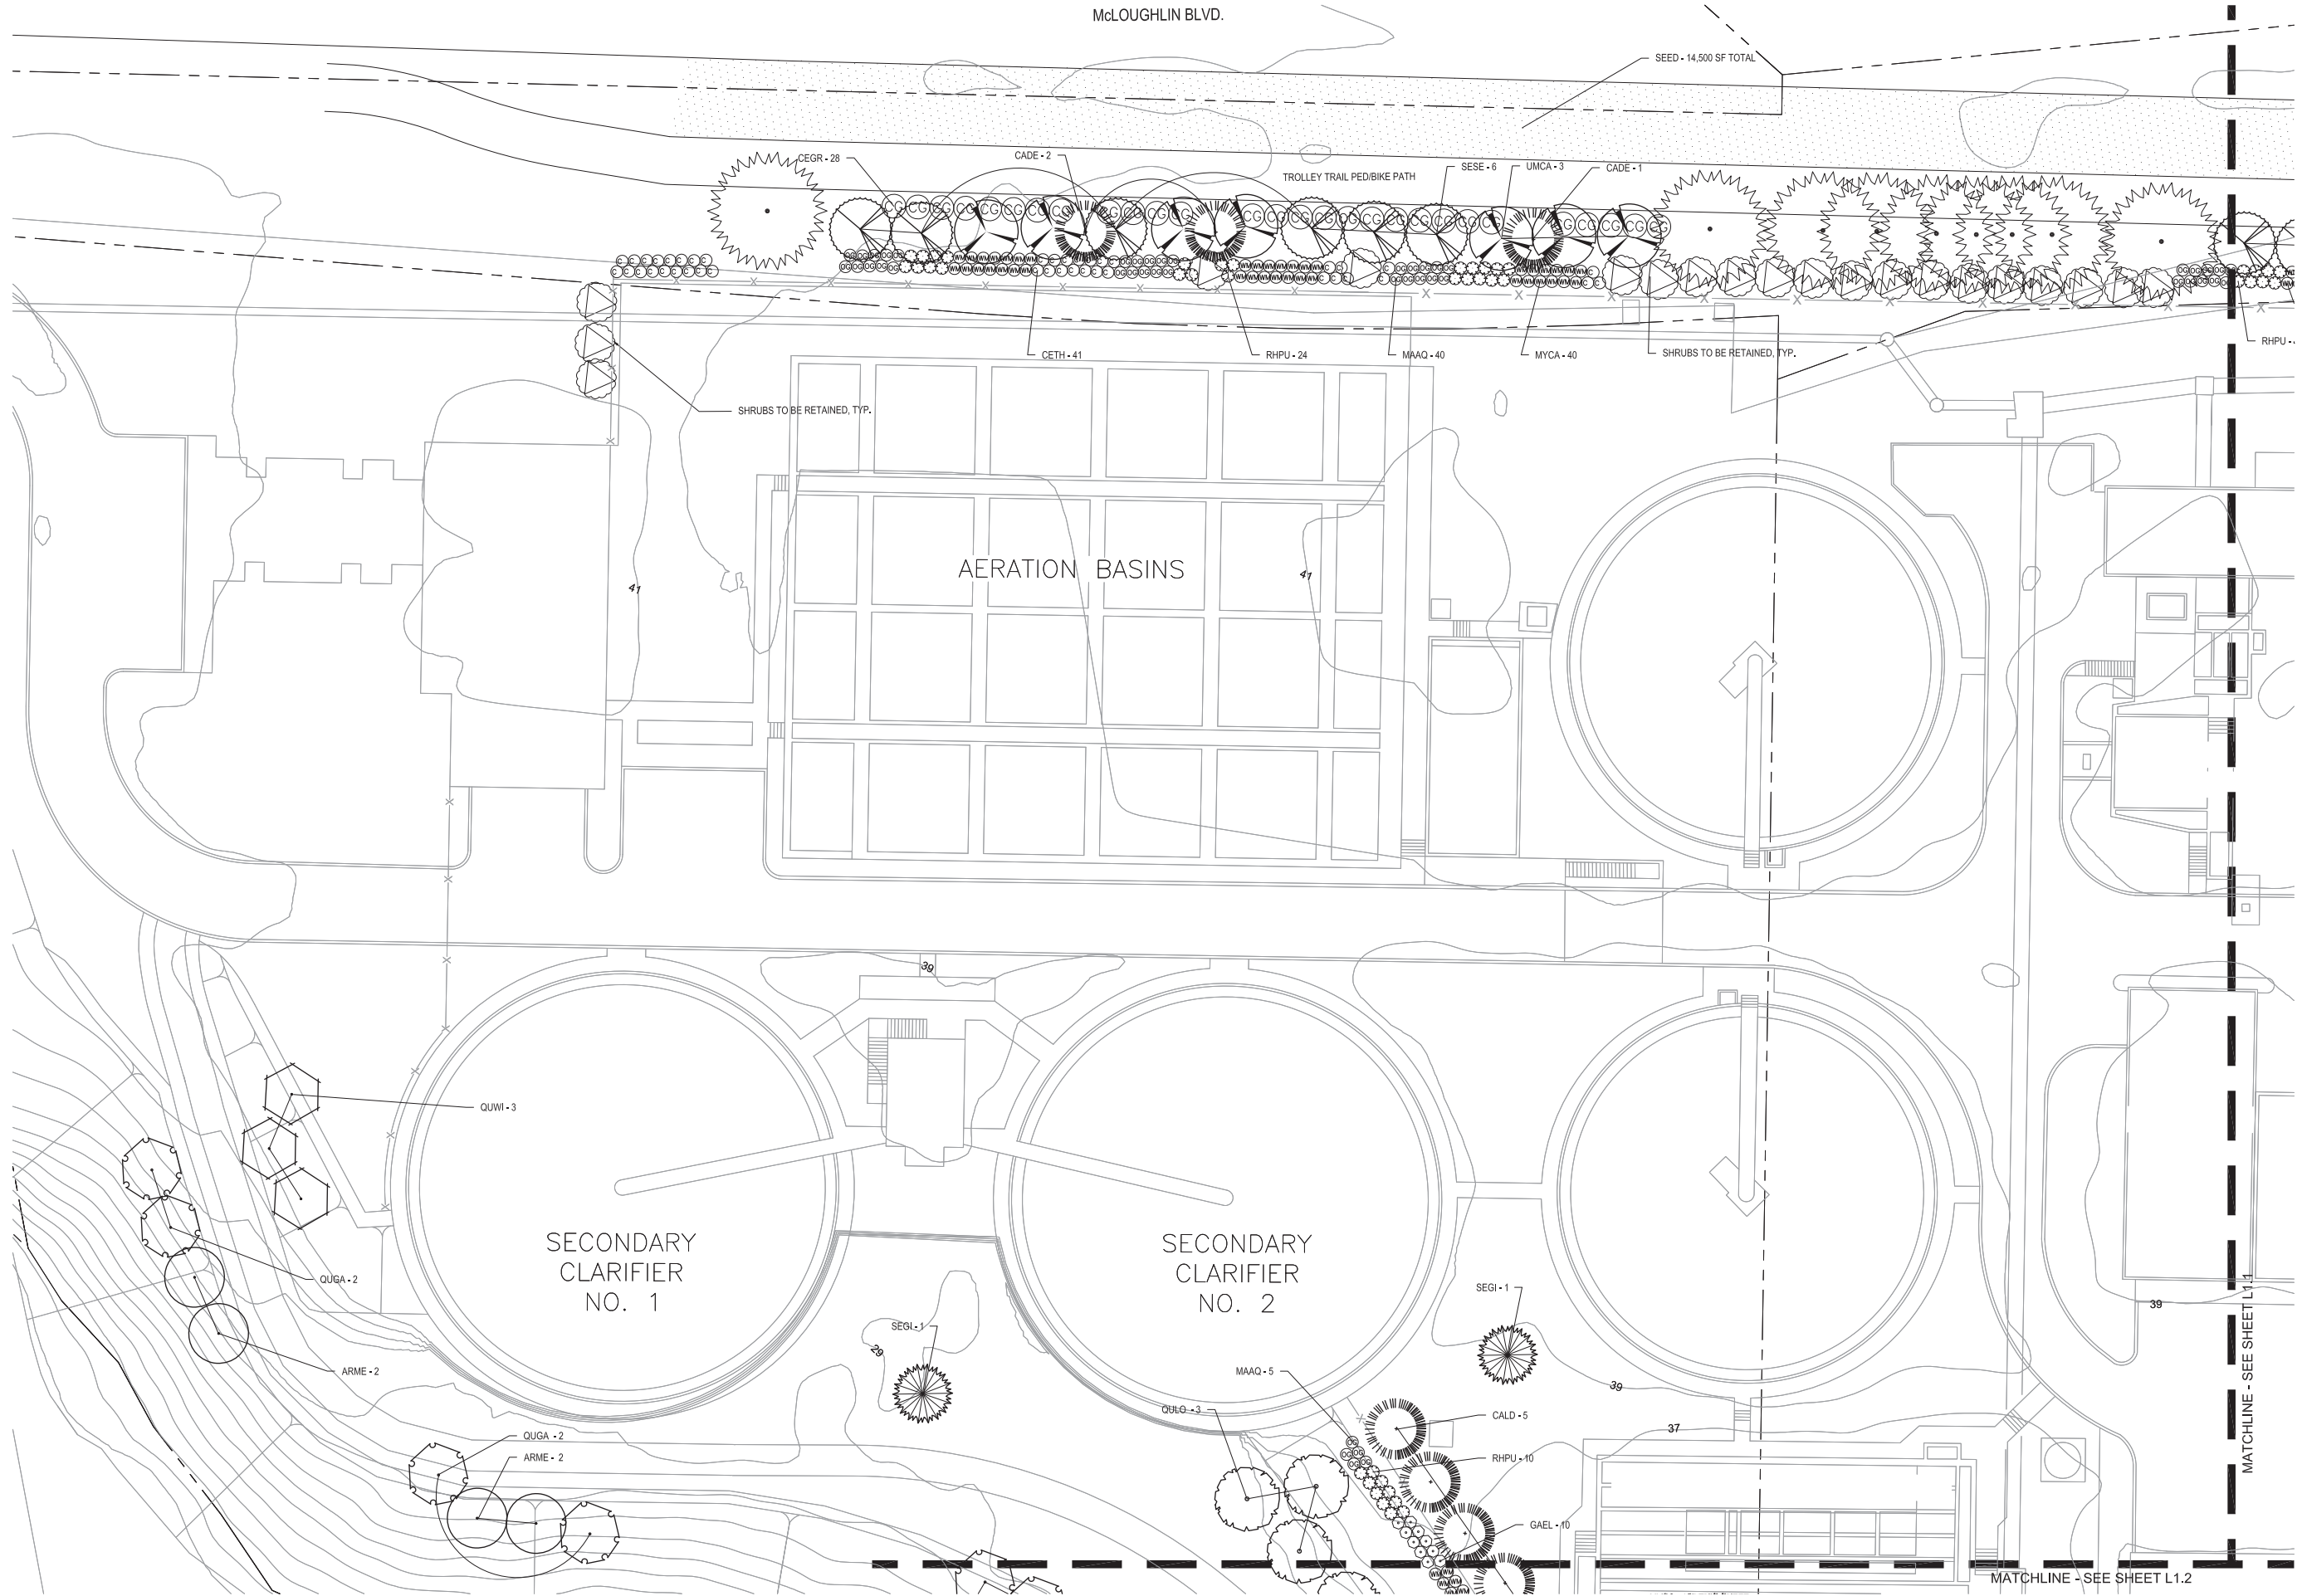 McLOUGHLIN BLVD.
SEED - 14,500 SF TOTAL
CEGR - 28
CADE - 2
TROLLEY TRAIL PED/BIKE PATH
SESE - 6
UMCA - 3
CADE - 1
CETH - 41
RHPU - 24
MAAQ - 40
MYCA - 40
SHRUBS TO BE RETAINED, TYP.
RHPU -
SHRUBS TO BE RETAINED, TYP.
AERATION BASINS
41
41
39
QUWI - 3
SECONDARY
CLARIFIER
NO. 1
SECONDARY
CLARIFIER
NO. 2
QUGA - 2
SEGI - 1
39
SEGI - 1
29
ARME - 2
MAAQ - 5
39
QULO - 3
CALD - 5
37
QUGA - 2
ARME - 2
RHPU - 10
GAEL - 10
MATCHLINE - SEE SHEET L1.1
MATCHLINE - SEE SHEET L1.2